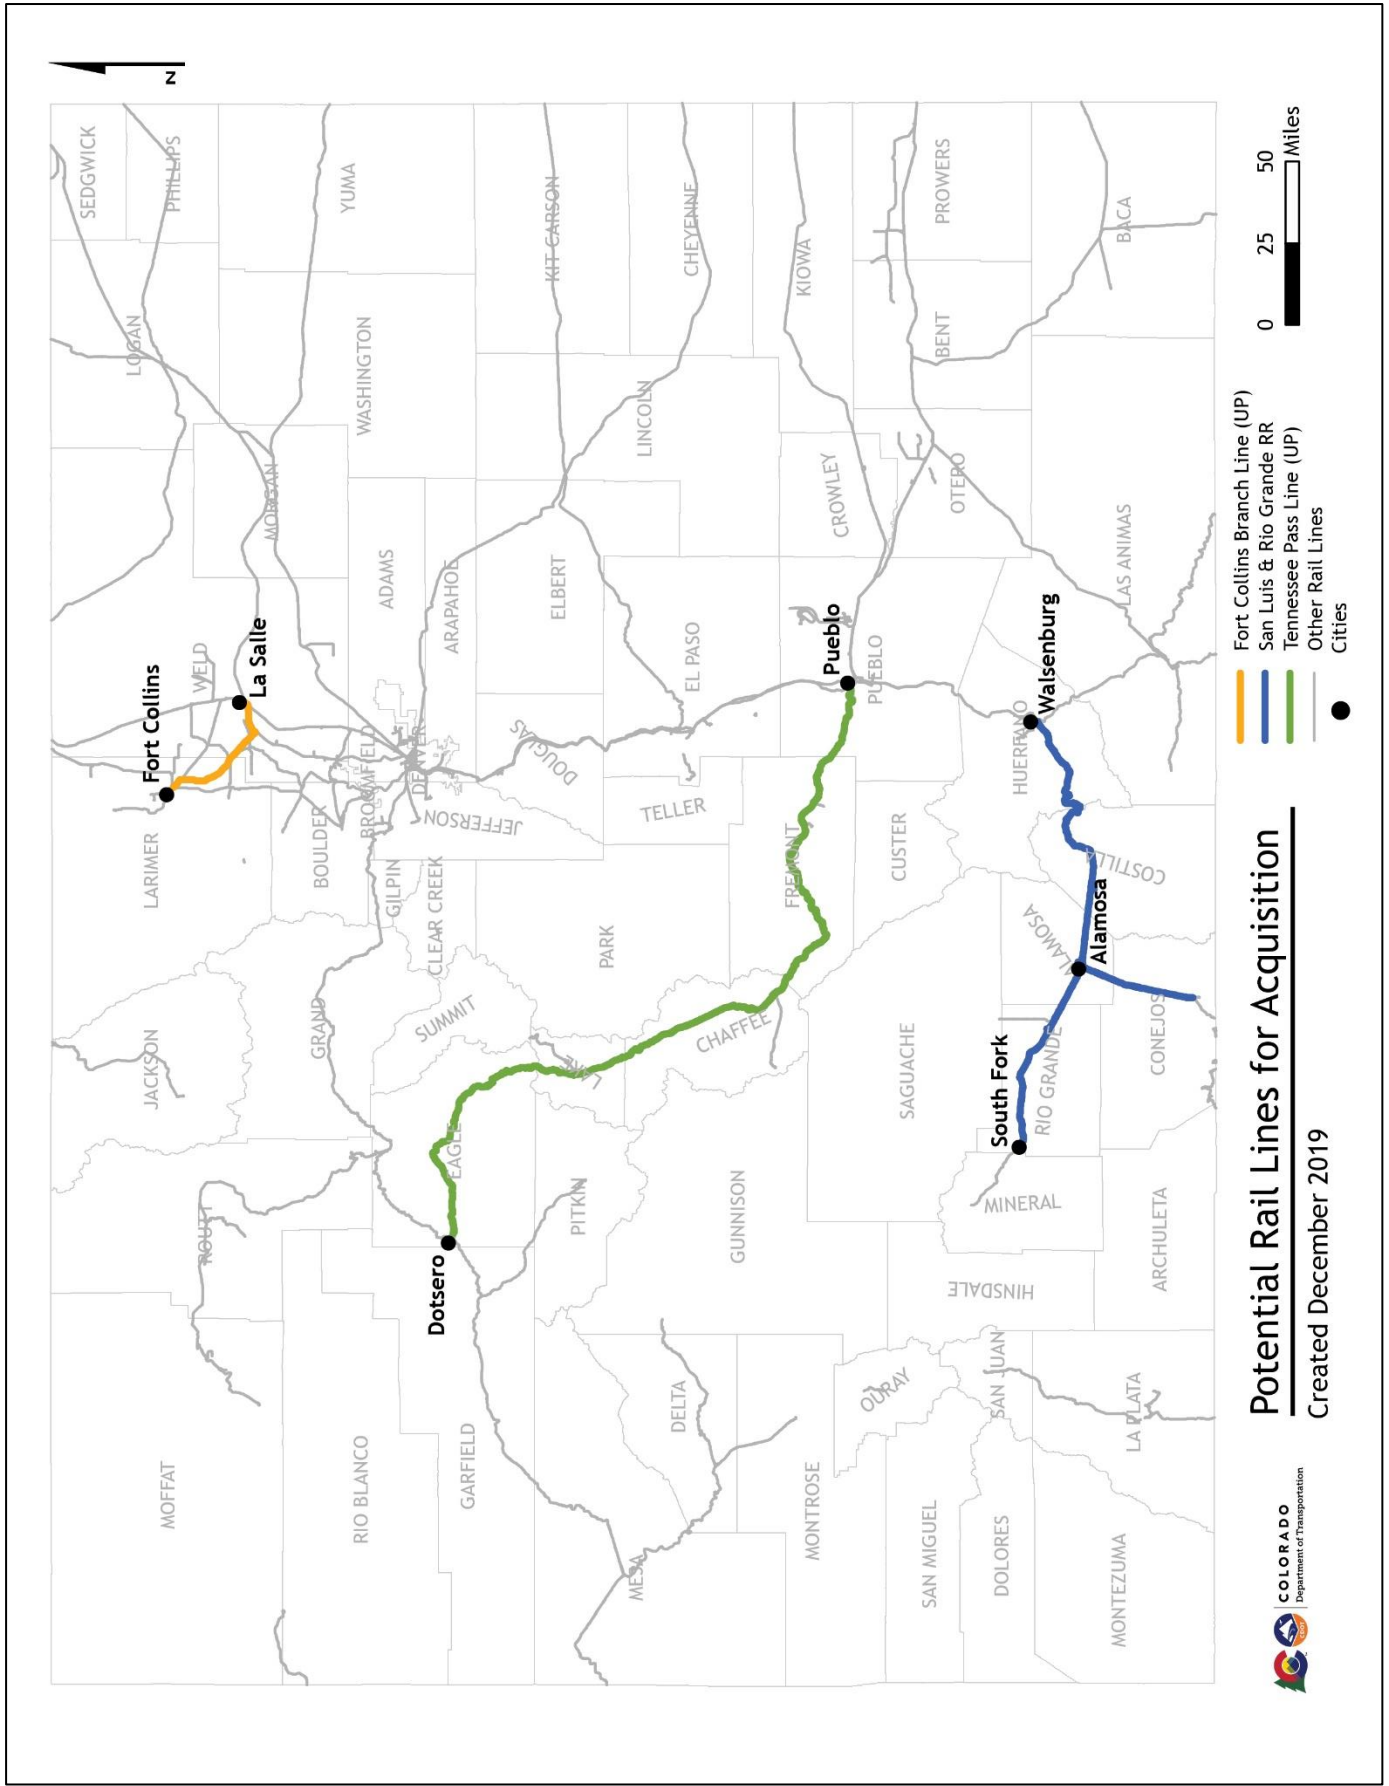 N
SEDGWICK
PHILLIPS
LOGAN
WELD
LARIMER
JACKSON
ROUTT
MOFFAT
Fort Collins
La Salle
MORGAN
YUMA
WASHINGTON
ADAMS
ARAPAHOE
BROOMFIELD
DENVER
BOULDER
GILPIN
CLEAR CREEK
JEFFERSON
DOUGLAS
GRAND
SUMMIT
EAGLE
RIO BLANCO
GARFIELD
Dotsero
KIT CARSON
ELBERT
LINCOLN
CHEYENNE
EL PASO
TELLER
PARK
LAKE
PITKIN
MESA
DELTA
GUNNISON
CHAFFEE
FREMONT
KIOWA
CROWLEY
Pueblo
PUEBLO
CUSTER
SAGUACHE
MONTROSE
OURAY
HINSDALE
SAN MIGUEL
DOLORES
SAN JUAN
PROWERS
BENT
OTERO
Walsenburg
HUERFANO
BACA
LAS ANIMAS
COSTILLA
ALAMOSA
Alamosa
South Fork
RIO GRANDE
MINERAL
CONEJOS
ARCHULETA
LA PLATA
MONTEZUMA
COLORADO
Department of Transportation
CDOT
Potential Rail Lines for Acquisition
Created December 2019
Fort Collins Branch Line (UP)
San Luis & Rio Grande RR
Tennessee Pass Line (UP)
Other Rail Lines
Cities
0 25 50
Miles